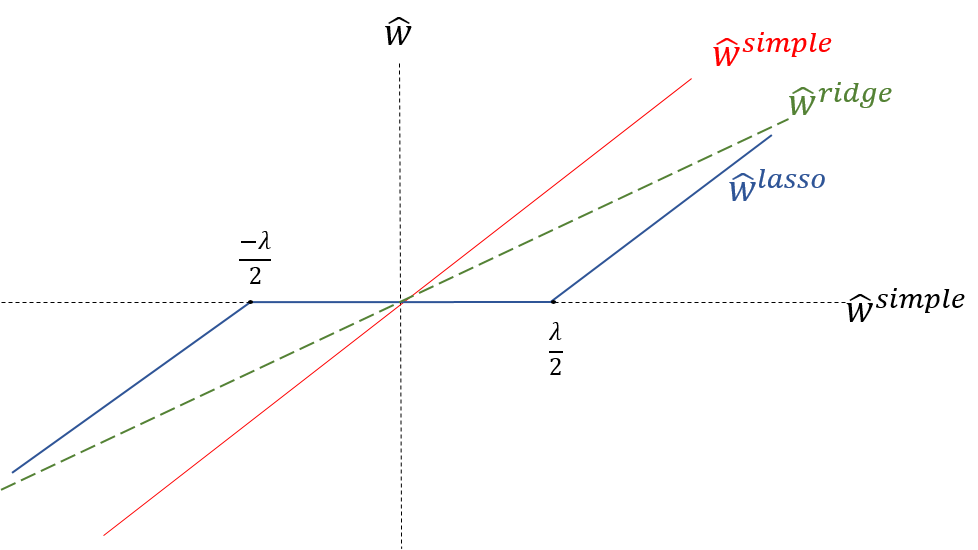 ŵ
ŵ^simple
ŵ^ridge
ŵ^lasso
−λ/2
ŵ^simple
λ/2